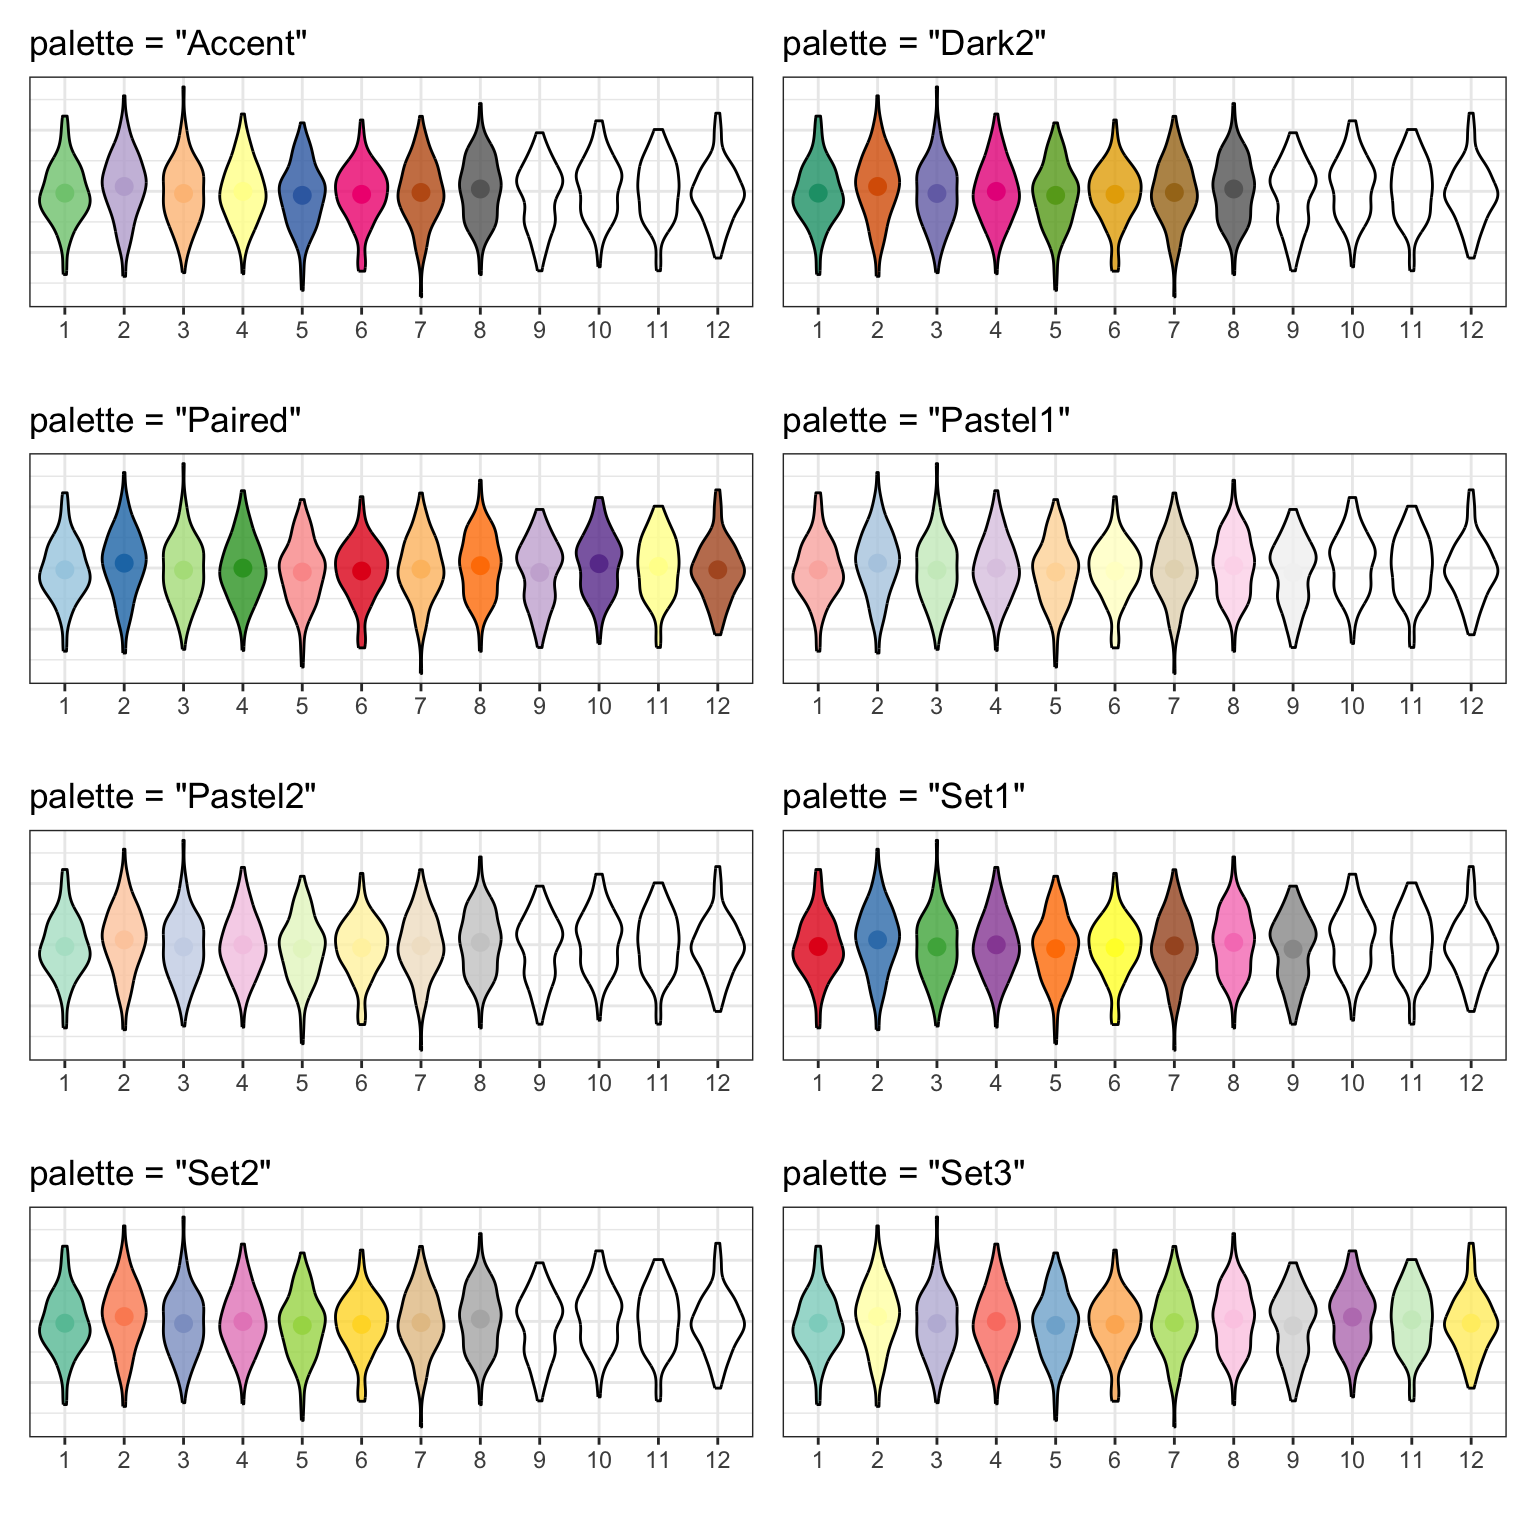 palette = "Accent"
1 2 3 4 5 6 7 8 9 10 11 12
palette = "Dark2"
1 2 3 4 5 6 7 8 9 10 11 12
palette = "Paired"
1 2 3 4 5 6 7 8 9 10 11 12
palette = "Pastel1"
1 2 3 4 5 6 7 8 9 10 11 12
palette = "Pastel2"
1 2 3 4 5 6 7 8 9 10 11 12
palette = "Set1"
1 2 3 4 5 6 7 8 9 10 11 12
palette = "Set2"
1 2 3 4 5 6 7 8 9 10 11 12
palette = "Set3"
1 2 3 4 5 6 7 8 9 10 11 12